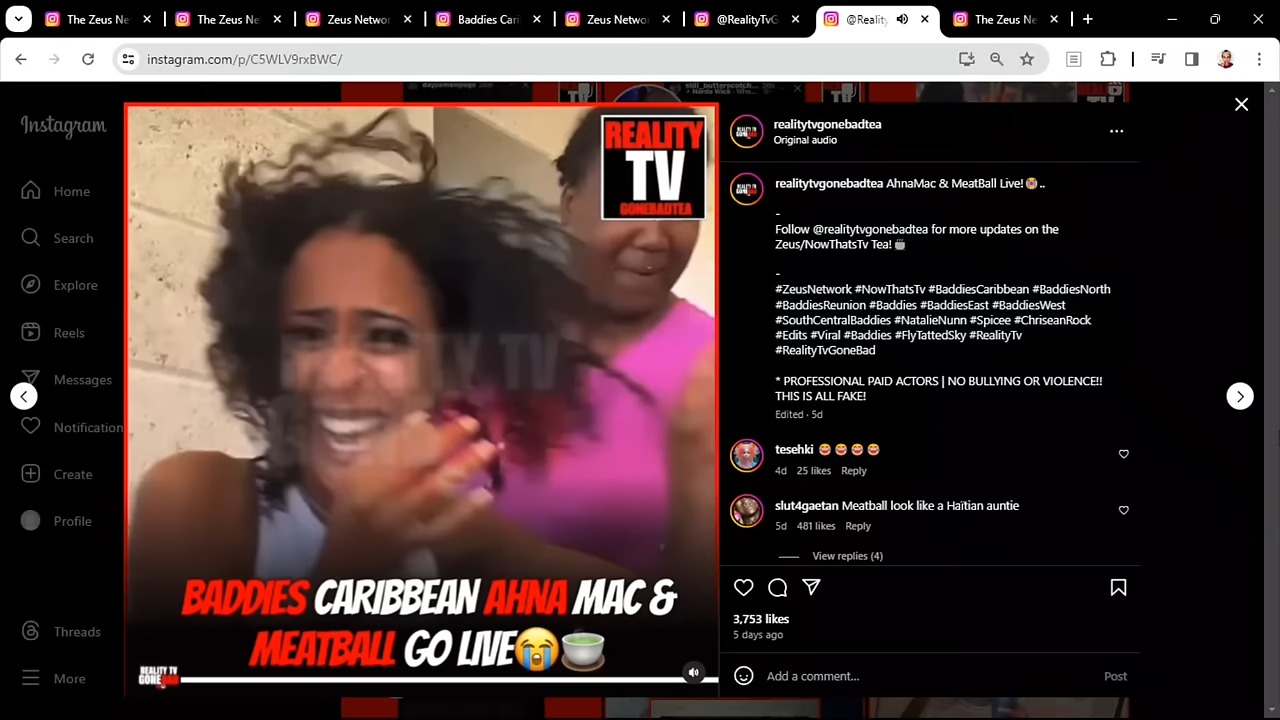 The Zeus Ne
The Zeus Ne
Zeus Networ
Baddies Cari
Zeus Networ
@RealityTvG
@Reality
The Zeus Ne
instagram.com/p/C5WLV9rxBWC/
Instagram
Home
Search
Explore
Reels
Messages
Notification
Create
Profile
Threads
More
REALITY
TV
GONEBADTEA
BADDIES CARIBBEAN AHNA MAC &
MEATBALL GO LIVE😭🍵
REALITY TV
GONEBAD
realitytvgonebadtea
Original audio
realitytvgonebadtea AhnaMac & MeatBall Live!😭..
-
Follow @realitytvgonebadtea for more updates on the
Zeus/NowThatsTv Tea!🍵
-
#ZeusNetwork #NowThatsTv #BaddiesCaribbean #BaddiesNorth
#BaddiesReunion #Baddies #BaddiesEast #BaddiesWest
#SouthCentralBaddies #NatalieNunn #Spicee #ChriseanRock
#Edits #Viral #Baddies #FlyTattedSky #RealityTv
#RealityTvGoneBad
* PROFESSIONAL PAID ACTORS | NO BULLYING OR VIOLENCE!!
THIS IS ALL FAKE!
Edited · 5d
tesehki 😂😂😂😂
4d 25 likes Reply
slut4gaetan Meatball look like a Haïtian auntie
5d 481 likes Reply
View replies (4)
3,753 likes
5 days ago
Add a comment...
Post